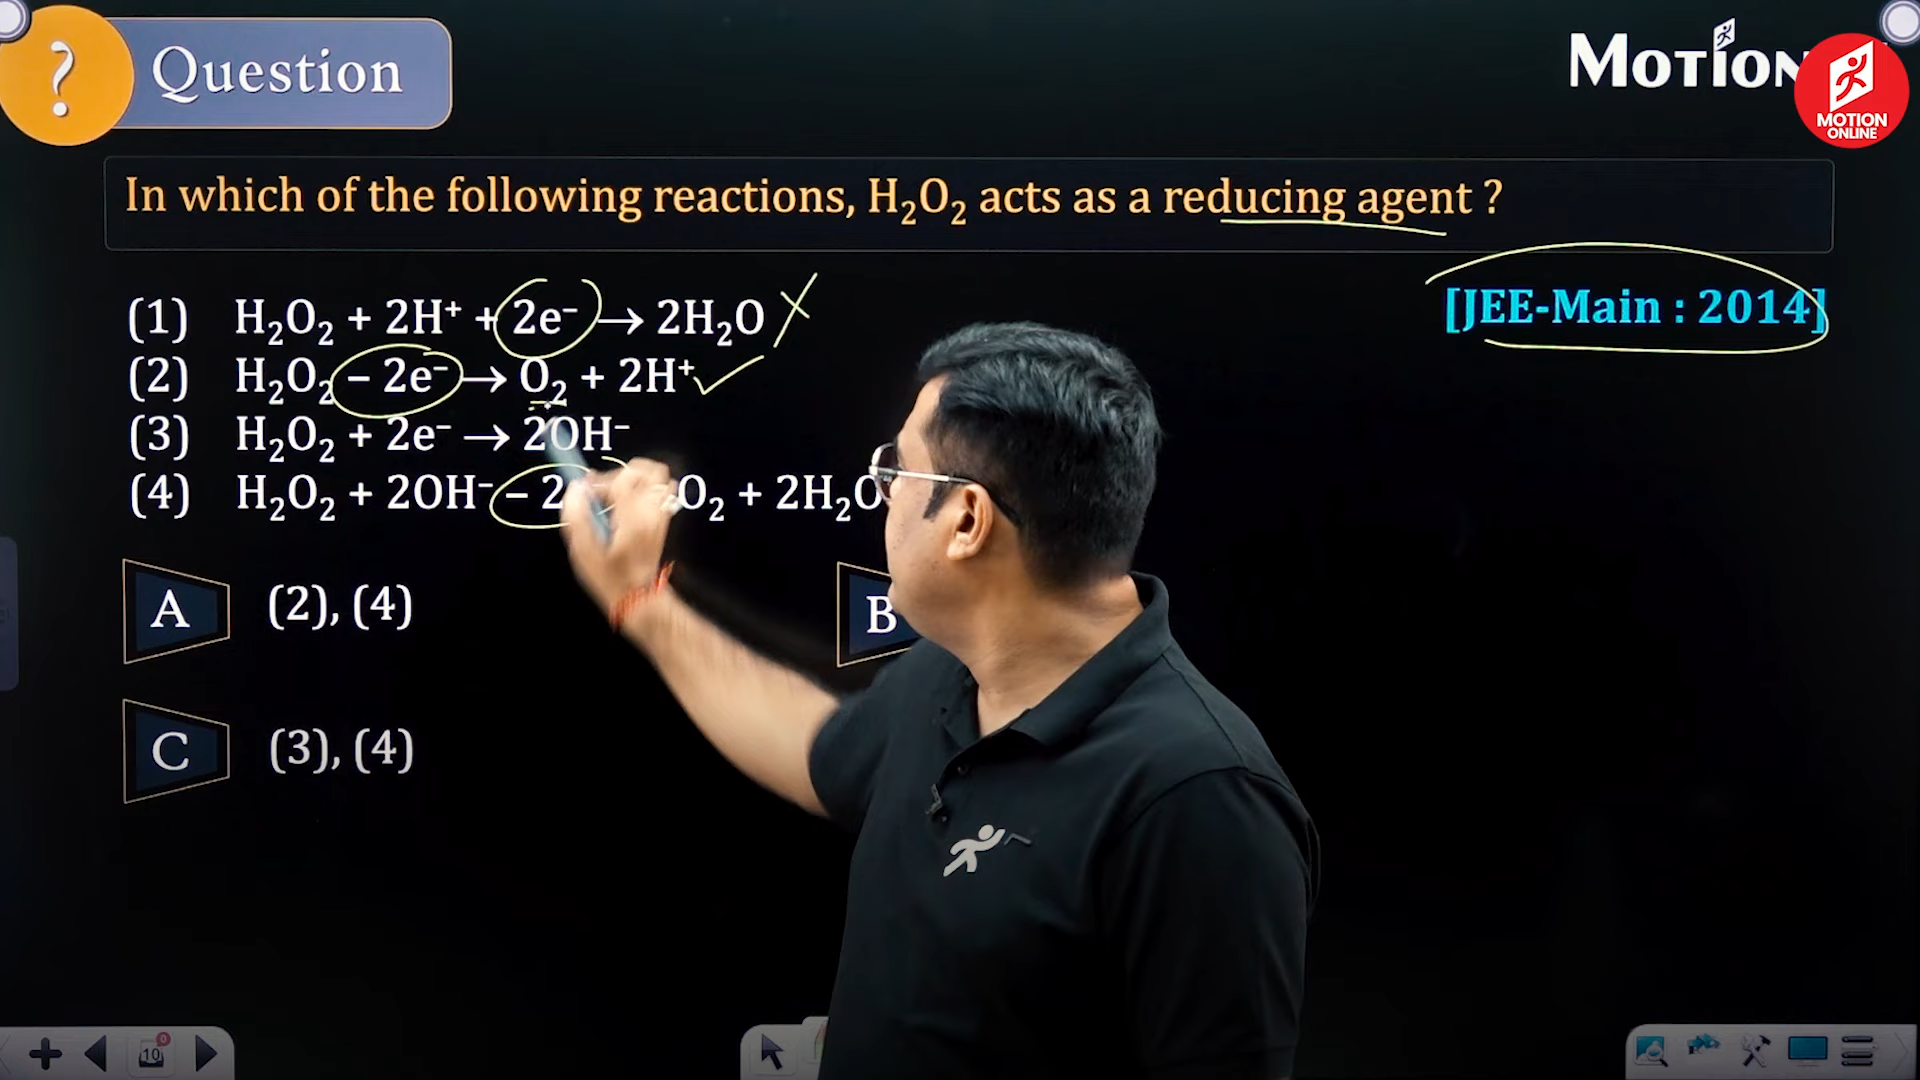 ?
Question
MOTION
MOTION
ONLINE
In which of the following reactions, H₂O₂ acts as a reducing agent ?
[JEE-Main : 2014]
(1) H₂O₂ + 2H⁺ + 2e⁻ → 2H₂O
(2) H₂O₂ – 2e⁻ → O₂ + 2H⁺
(3) H₂O₂ + 2e⁻ → 2OH⁻
(4) H₂O₂ + 2OH⁻ – 2 O₂ + 2H₂O
A (2), (4)
B
C (3), (4)
10
0